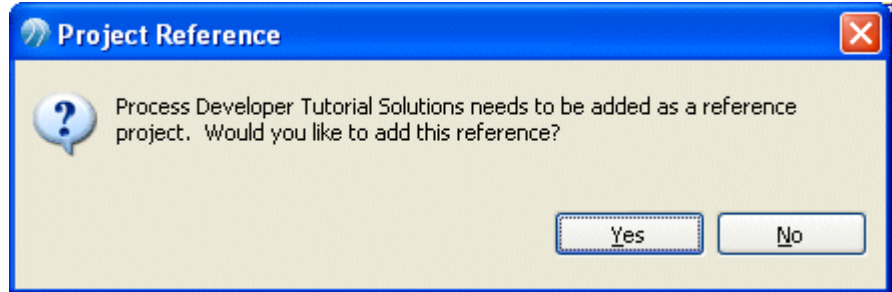 Project Reference
Process Developer Tutorial Solutions needs to be added as a reference
project.  Would you like to add this reference?
Yes
No